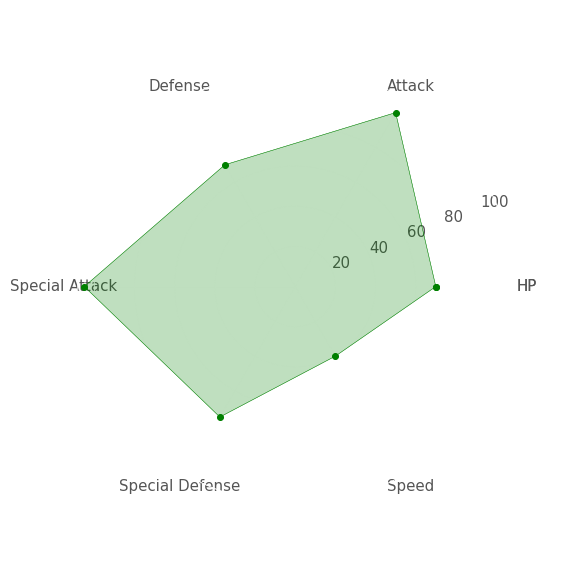 Defense
Attack
100
80
60
40
20
Special Attack
HP
Special Defense
Speed